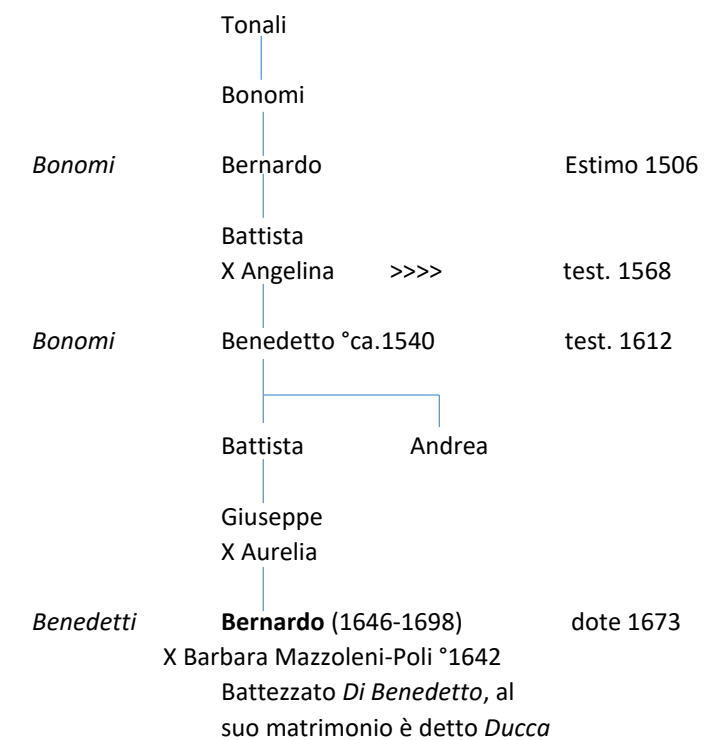 Tonali
Bonomi
Bonomi Bernardo Estimo 1506
Battista
X Angelina >>>> test. 1568
Bonomi Benedetto °ca.1540 test. 1612
Battista Andrea
Giuseppe
X Aurelia
Benedetti Bernardo (1646-1698) dote 1673
X Barbara Mazzoleni-Poli °1642
Battezzato Di Benedetto, al
suo matrimonio è detto Ducca